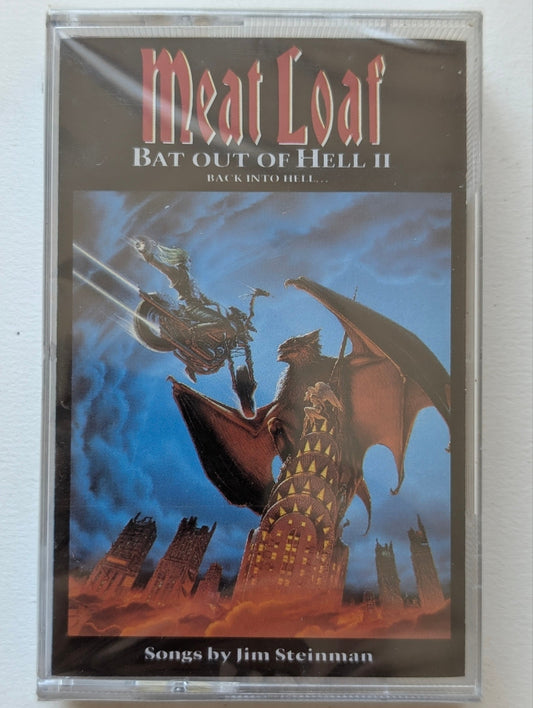 Meat Loaf
BAT OUT OF HELL II
BACK INTO HELL...
Songs by Jim Steinman